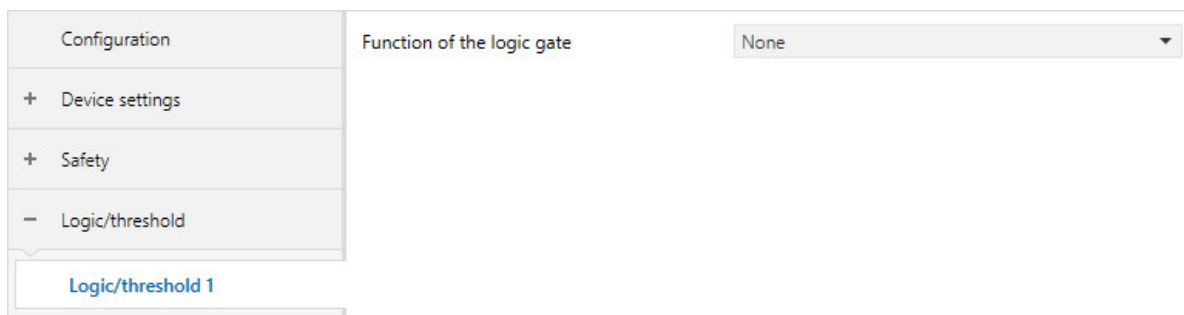 Configuration
Function of the logic gate
None
+ Device settings
+ Safety
− Logic/threshold
Logic/threshold 1